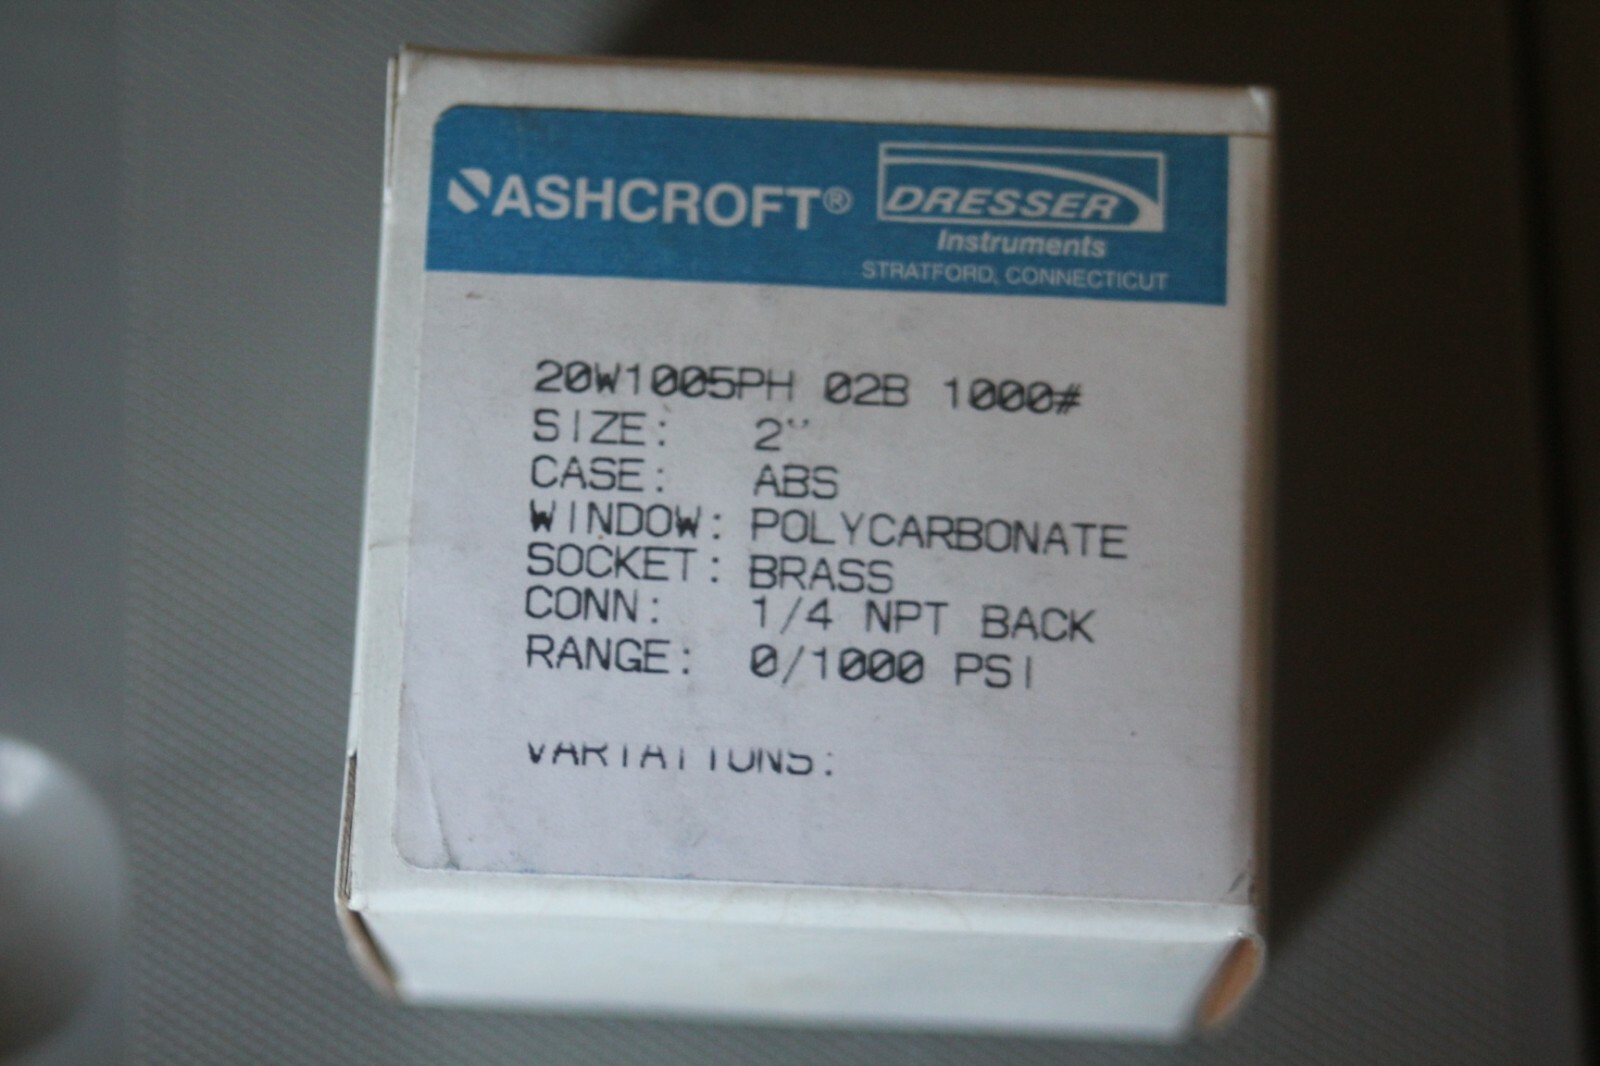 ASHCROFT®
DRESSER
Instruments
STRATFORD, CONNECTICUT
20W1005PH 02B 1000#
SIZE: 2"
CASE: ABS
WINDOW: POLYCARBONATE
SOCKET: BRASS
CONN: 1/4 NPT BACK
RANGE: 0/1000 PSI
VARIATIONS: